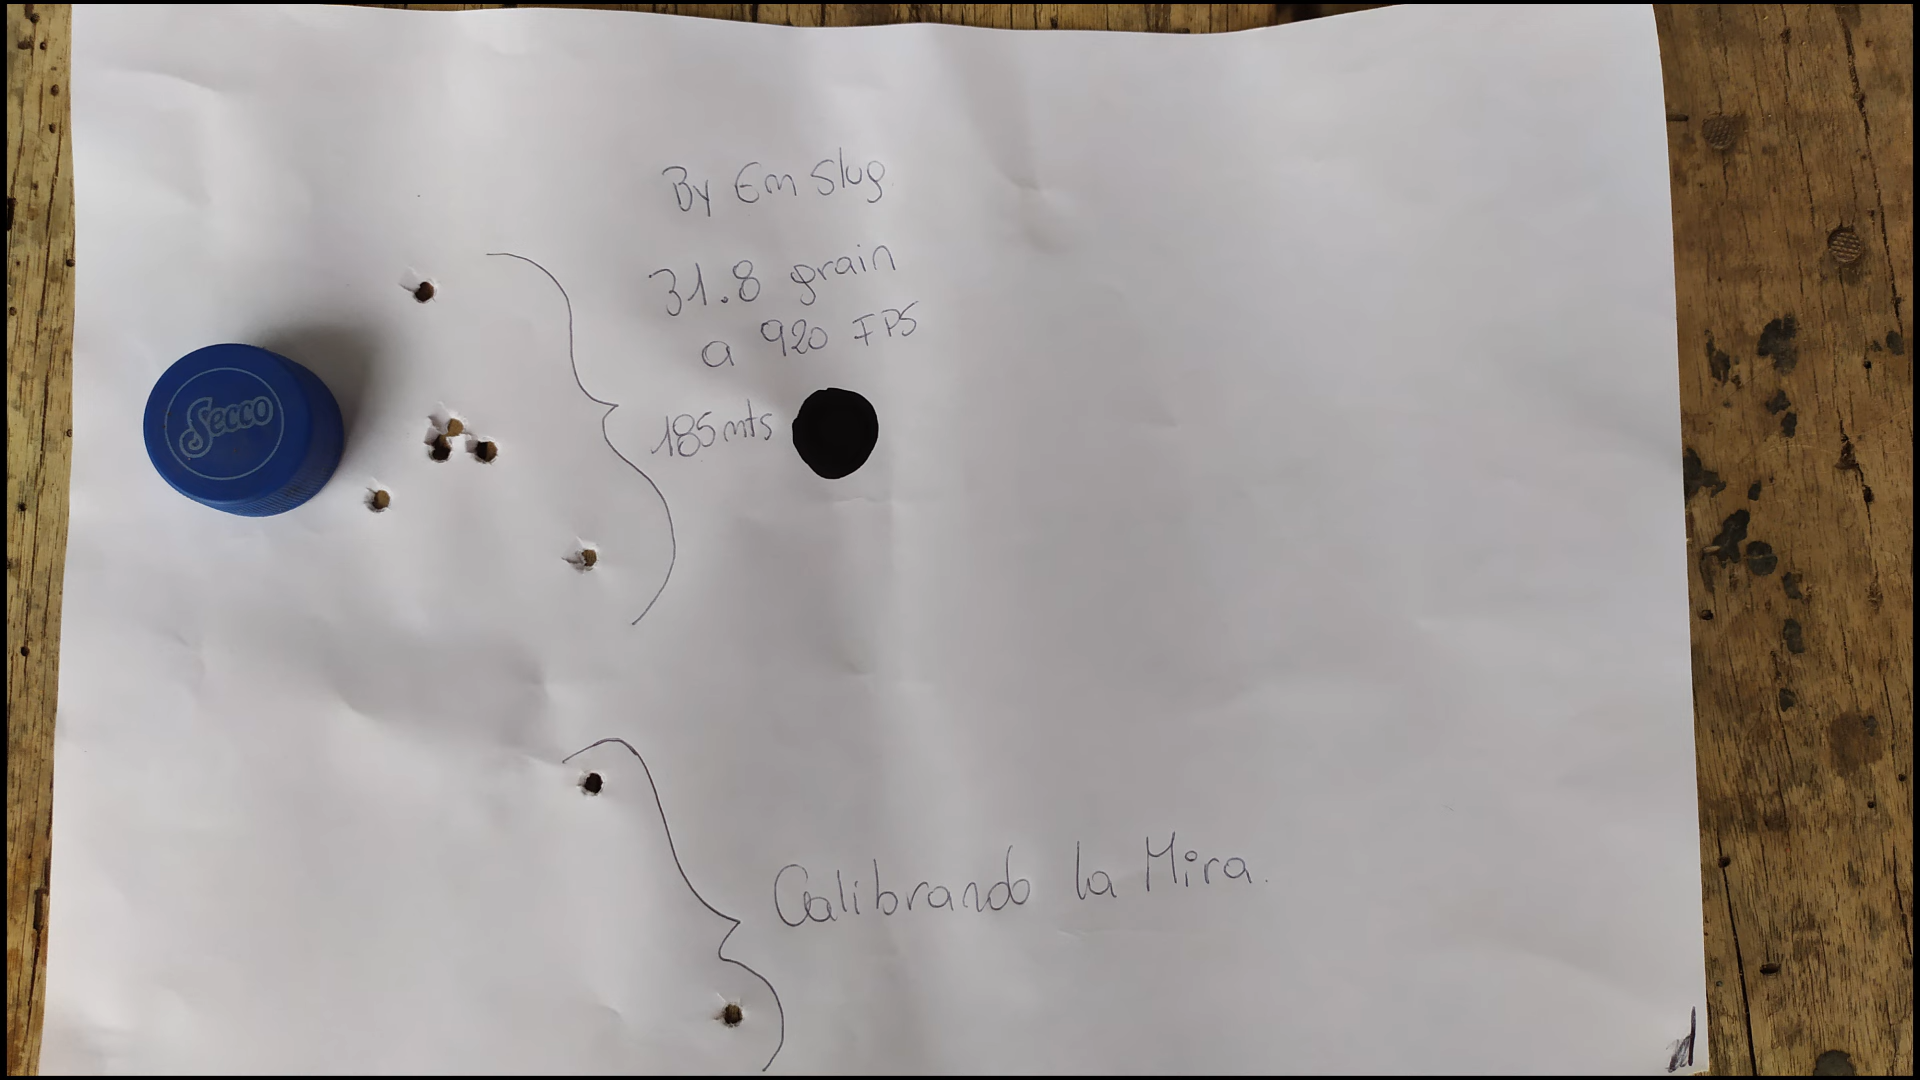 By Em Slug
31.8 grain
a 920 FPS
Secco
185mts
Calibrando la Mira.